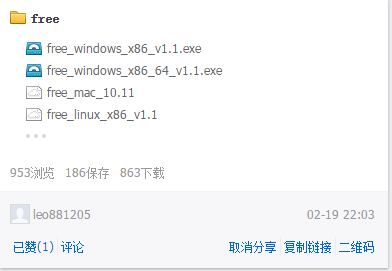 free
free_windows_x86_v1.1.exe
free_windows_x86_64_v1.1.exe
free_mac_10.11
free_linux_x86_v1.1
953浏览 186保存 863下载
leo881205 02-19 22:03
已赞(1) 评论 取消分享 复制链接 二维码